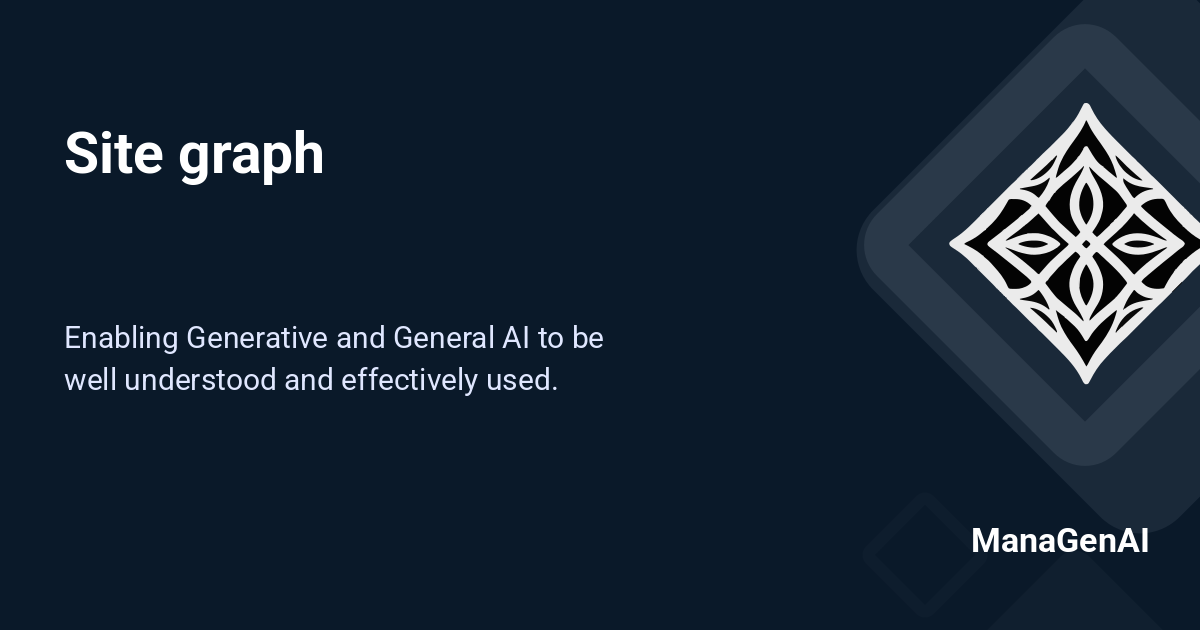 Site graph
Enabling Generative and General AI to be
well understood and effectively used.
ManaGenAI